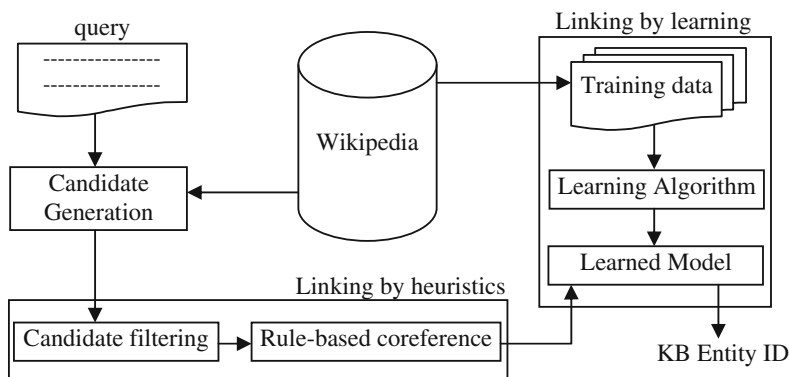 query
Linking by learning
Training data
Wikipedia
Candidate
Generation
Learning Algorithm
Learned Model
Linking by heuristics
Candidate filtering
Rule-based coreference
KB Entity ID